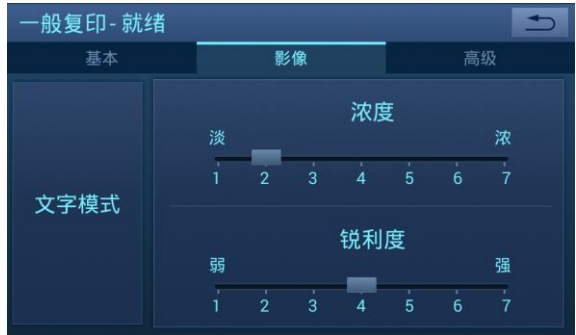 一般复印-就绪
基本 影像 高级
文字模式
浓度
淡 浓
1 2 3 4 5 6 7
锐利度
弱 强
1 2 3 4 5 6 7